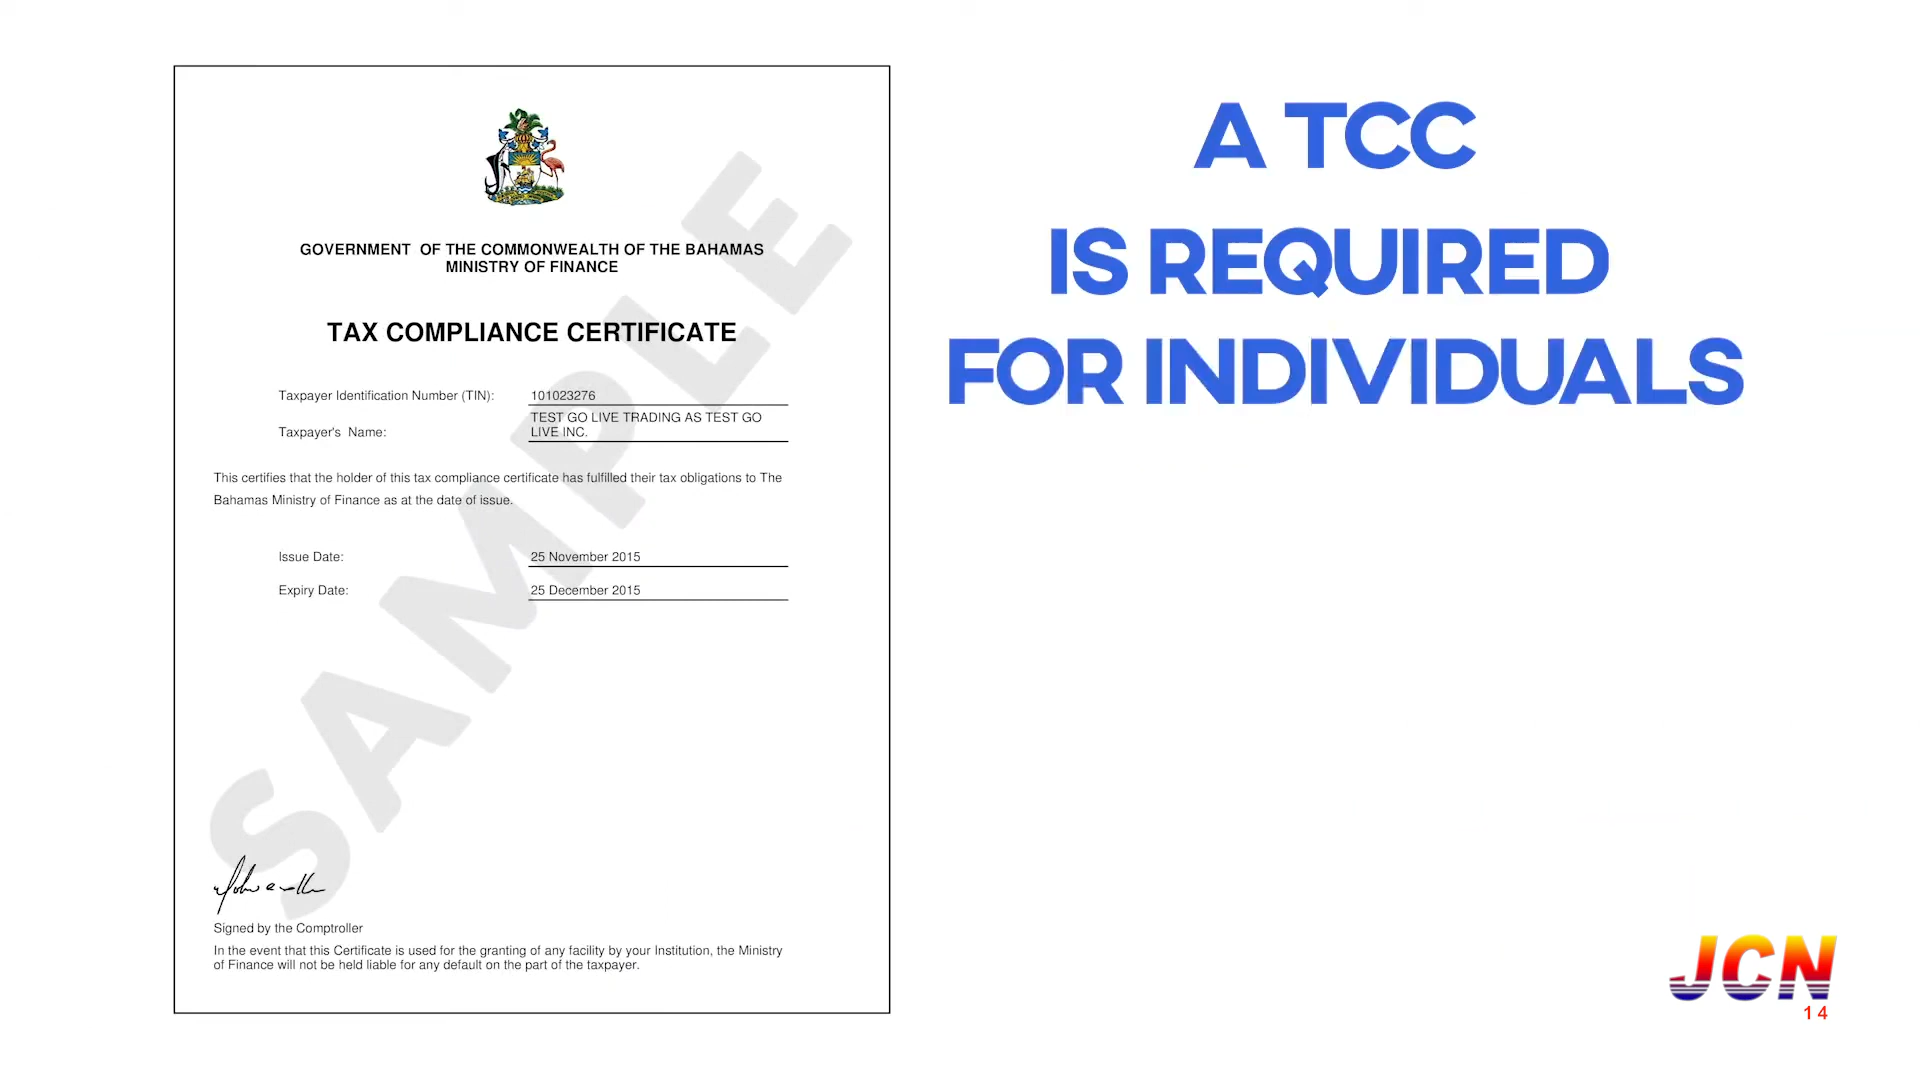 GOVERNMENT OF THE COMMONWEALTH OF THE BAHAMAS
MINISTRY OF FINANCE
TAX COMPLIANCE CERTIFICATE
Taxpayer Identification Number (TIN): 101023276
Taxpayer's Name: TEST GO LIVE TRADING AS TEST GO
LIVE INC.
This certifies that the holder of this tax compliance certificate has fulfilled their tax obligations to The
Bahamas Ministry of Finance as at the date of issue.
Issue Date: 25 November 2015
Expiry Date: 25 December 2015
SAMPLE
Signed by the Comptroller
In the event that this Certificate is used for the granting of any facility by your Institution, the Ministry
of Finance will not be held liable for any default on the part of the taxpayer.
A TCC
IS REQUIRED
FOR INDIVIDUALS
JCN
14